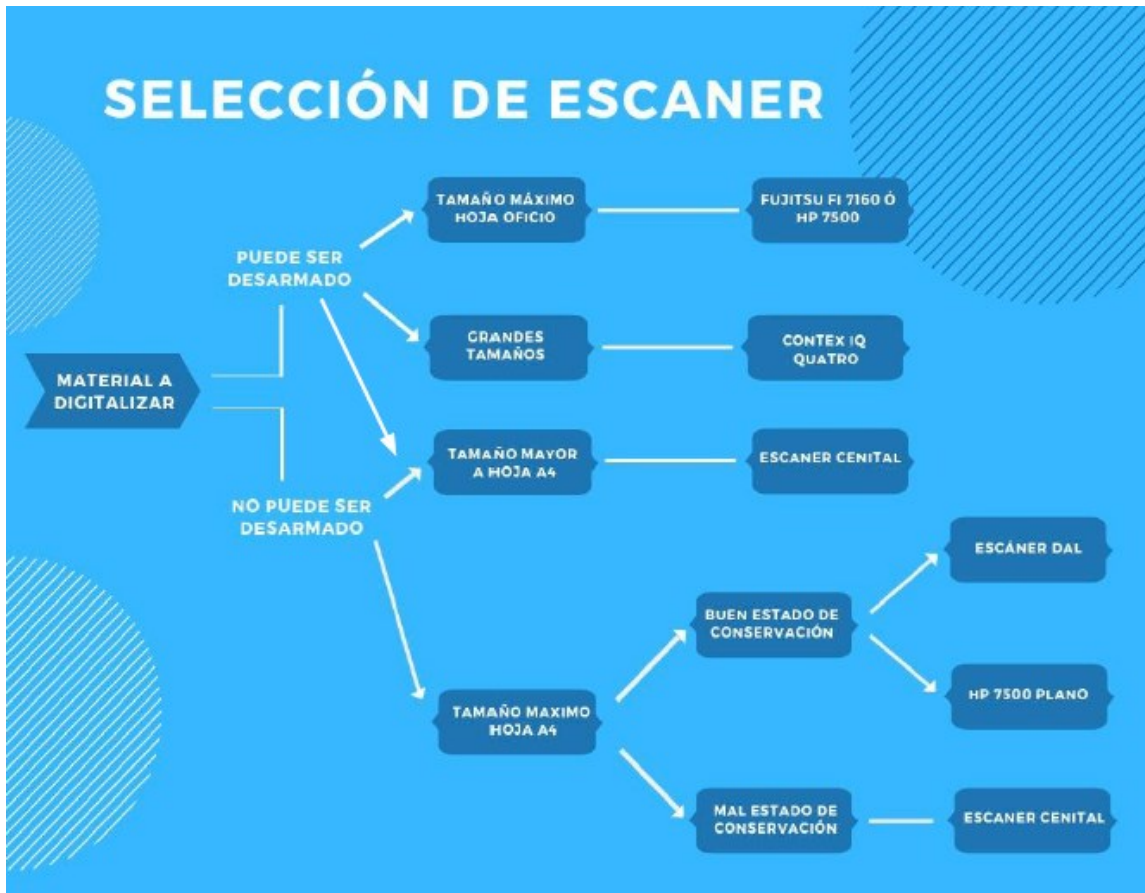 SELECCIÓN DE ESCANER
MATERIAL A
DIGITALIZAR
PUEDE SER
DESARMADO
TAMAÑO MÁXIMO
HOJA OFICIO
FUJITSU FI 7160 Ó
HP 7500
GRANDES
TAMAÑOS
CONTEX IQ
QUATRO
TAMAÑO MAYOR
A HOJA A4
ESCANER CENITAL
NO PUEDE SER
DESARMADO
TAMAÑO MAXIMO
HOJA A4
BUEN ESTADO DE
CONSERVACIÓN
ESCÁNER DAL
HP 7500 PLANO
MAL ESTADO DE
CONSERVACIÓN
ESCANER CENITAL